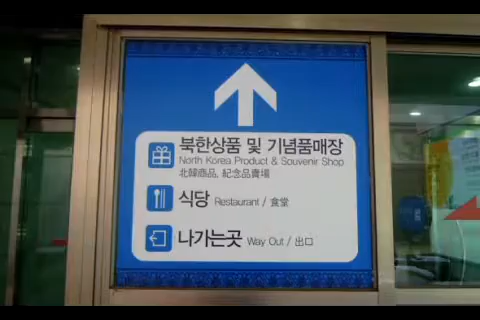 북한상품 및 기념품매장
North Korea Product & Souvenir Shop
北韓商品, 紀念品賣場
식당 Restaurant / 食堂
나가는곳 Way Out / 出口